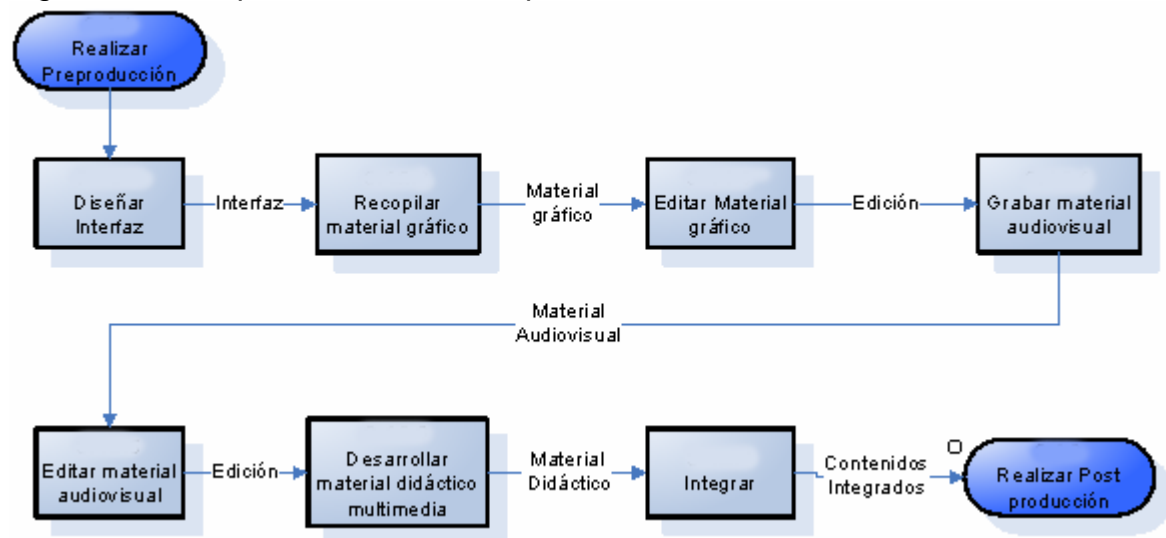 Realizar
Preproducción
Diseñar
Interfaz
Interfaz
Recopilar
material gráfico
Material
gráfico
Editar Material
gráfico
Edición
Grabar material
audiovisual
Material
Audiovisual
Editar material
audiovisual
Edición
Desarrollar
material didáctico
multimedia
Material
Didáctico
Integrar
Contenidos
Integrados
Realizar Post
producción